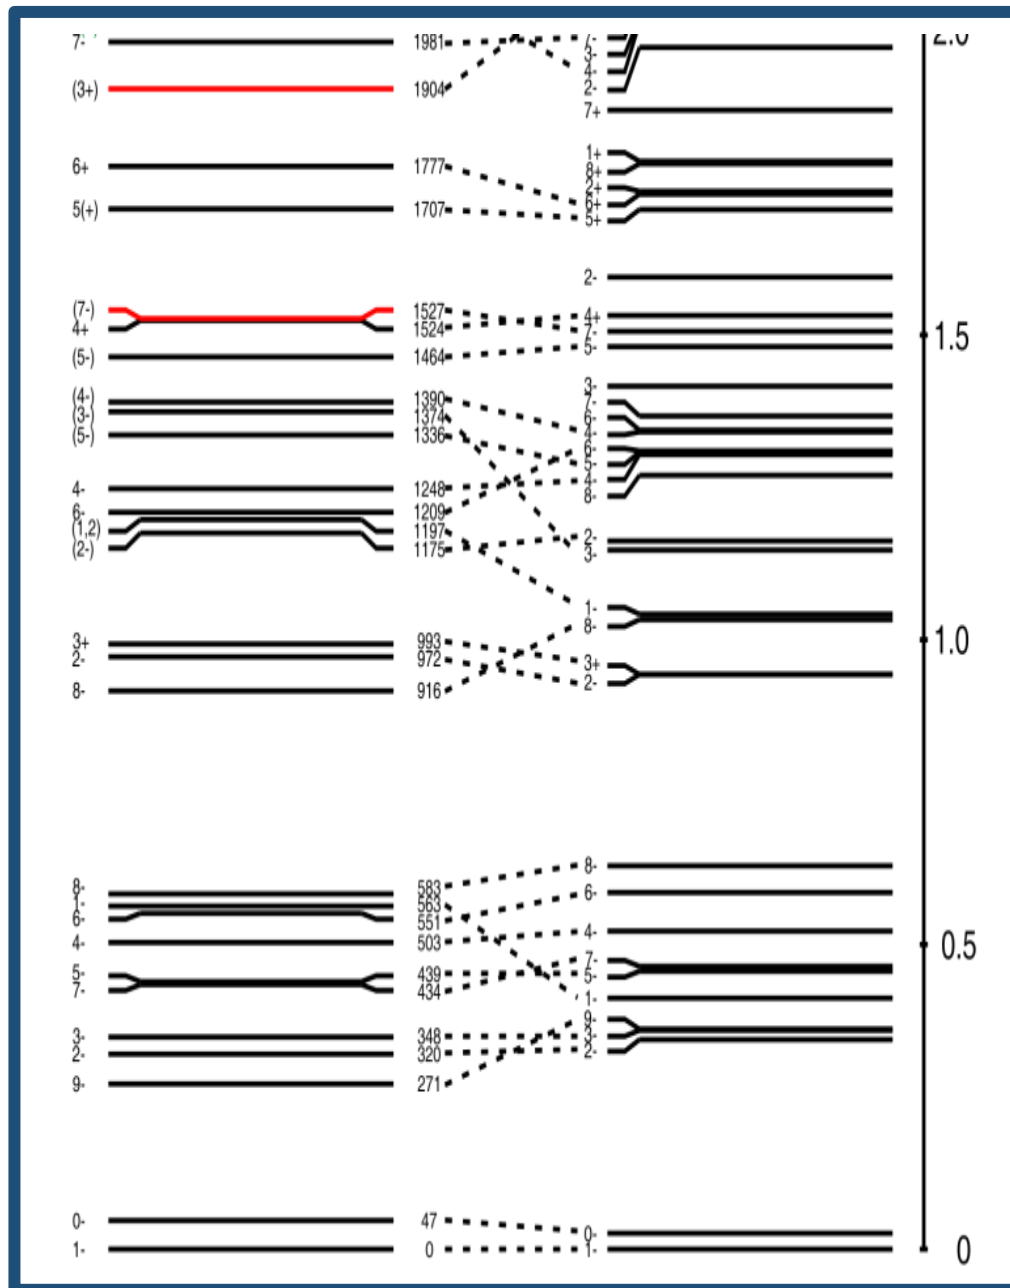 7- 1981 7- 2.0
3-
(3+) 1904 4-
2-
7+
6+ 1777 1+
8+
2+
5(+) 1707 6+
5+
2-
(7-) 1527 4+
4+ 1524 7- 1.5
(5-) 1464 5-
3-
(4-) 1390 7-
(3-) 1374 6-
(5-) 1336 4-
6-
5-
4- 1248 4-
8-
6- 1209
(1,2) 1197 2-
(2-) 1175 3-
1-
8-
3+ 993 1.0
2- 972 3+
8- 916 2-
8- 583 8-
1- 563
6- 551 6-
4- 503 4- 0.5
5- 439 7-
7- 434 5-
1-
9-
3- 348 3-
2- 320 2-
9- 271
0- 47 0-
1- 0 1- 0